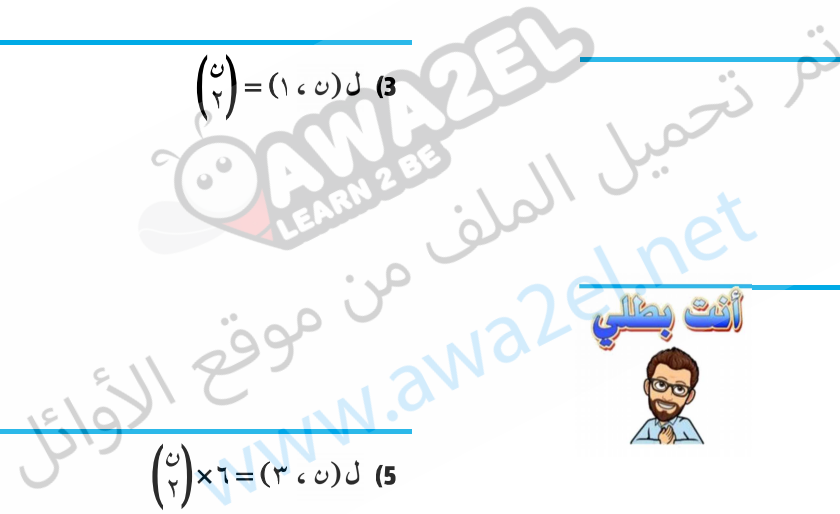 3) ل(ن ، ١) = (ن ٢)
AWA2EL
LEARN 2 BE
تم تحميل الملف من موقع الأوائل
www.awa2el.net
أنت بطلي
5) ل(ن ، ٣) = ٦ × (ن ٢)